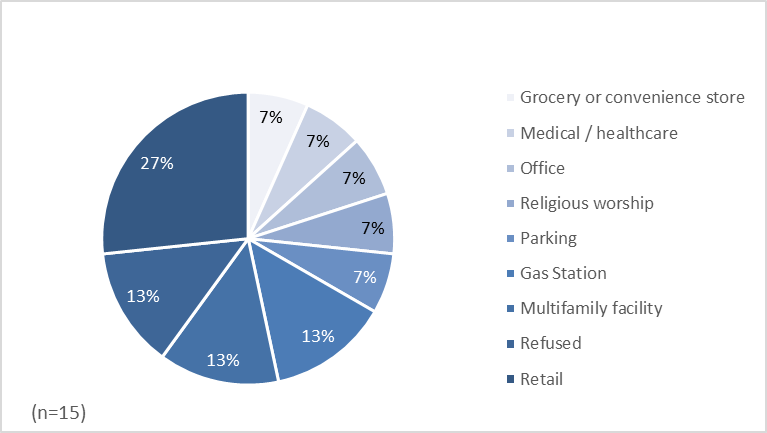 7%
7%
7%
7%
7%
13%
13%
13%
27%
Grocery or convenience store
Medical / healthcare
Office
Religious worship
Parking
Gas Station
Multifamily facility
Refused
Retail
(n=15)